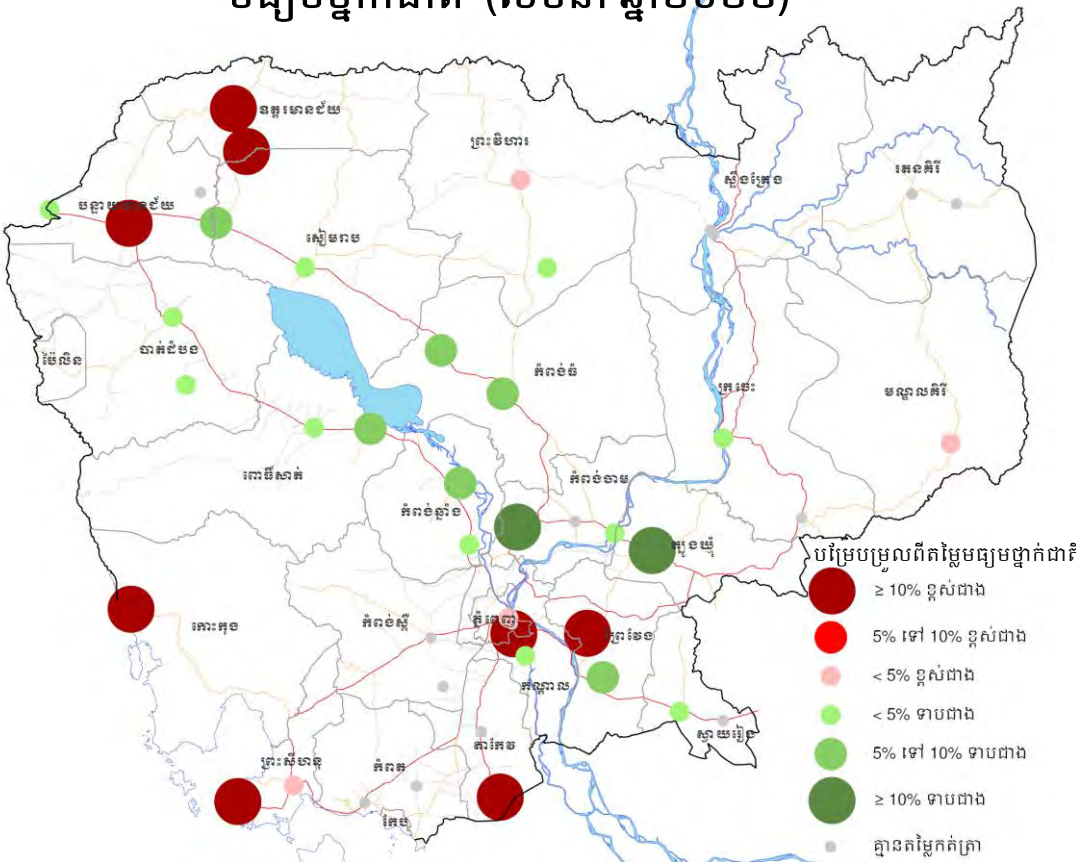 ឧត្តរមានជ័យ
ព្រះវិហារ
ស្ទឹងត្រែង
រតនគិរី
សៀមរាប
ប៉ៃលិន
បាត់ដំបង
កំពង់ធំ
ក្រចេះ
មណ្ឌលគិរី
ពោធិ៍សាត់
កំពង់ចាម
កំពង់ឆ្នាំង
ត្បូងឃ្មុំ
កោះកុង
កំពង់ស្ពឺ
ភ្នំពេញ
ព្រៃវែង
កណ្តាល
ស្វាយរៀង
តាកែវ
ព្រះសីហនុ
កំពត
កែប
បម្រែបម្រួលពីតម្លៃមធ្យមថ្នាក់ជាតិ
≥ 10% ខ្ពស់ជាង
5% ទៅ 10% ខ្ពស់ជាង
< 5% ខ្ពស់ជាង
< 5% ទាបជាង
5% ទៅ 10% ទាបជាង
≥ 10% ទាបជាង
គ្មានតម្លៃកត់ត្រា